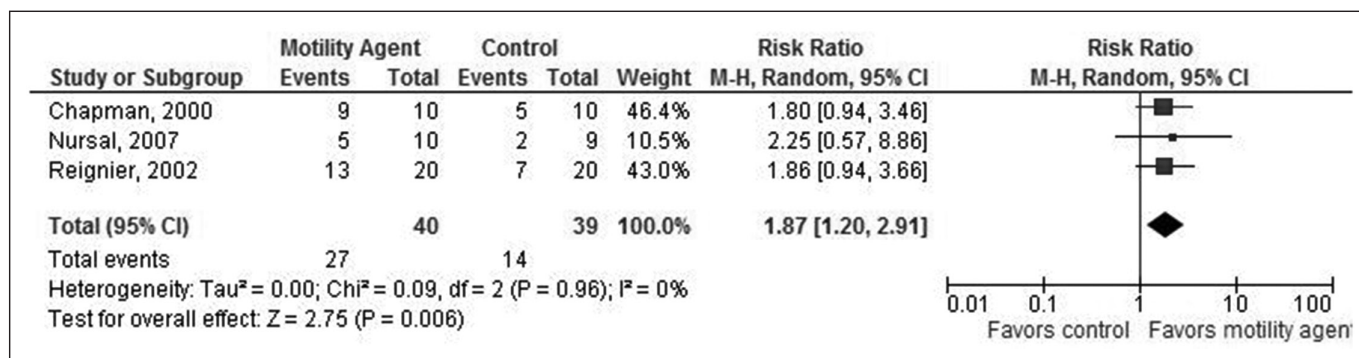 Motility Agent Control Risk Ratio Risk Ratio
Study or Subgroup Events Total Events Total Weight M-H, Random, 95% CI M-H, Random, 95% CI
Chapman, 2000 9 10 5 10 46.4% 1.80 [0.94, 3.46]
Nursal, 2007 5 10 2 9 10.5% 2.25 [0.57, 8.86]
Reignier, 2002 13 20 7 20 43.0% 1.86 [0.94, 3.66]
Total (95% CI) 40 39 100.0% 1.87 [1.20, 2.91]
Total events 27 14
Heterogeneity: Tau² = 0.00; Chi² = 0.09, df = 2 (P = 0.96); I² = 0%
Test for overall effect: Z = 2.75 (P = 0.006)
0.01 0.1 1 10 100
Favors control Favors motility agent